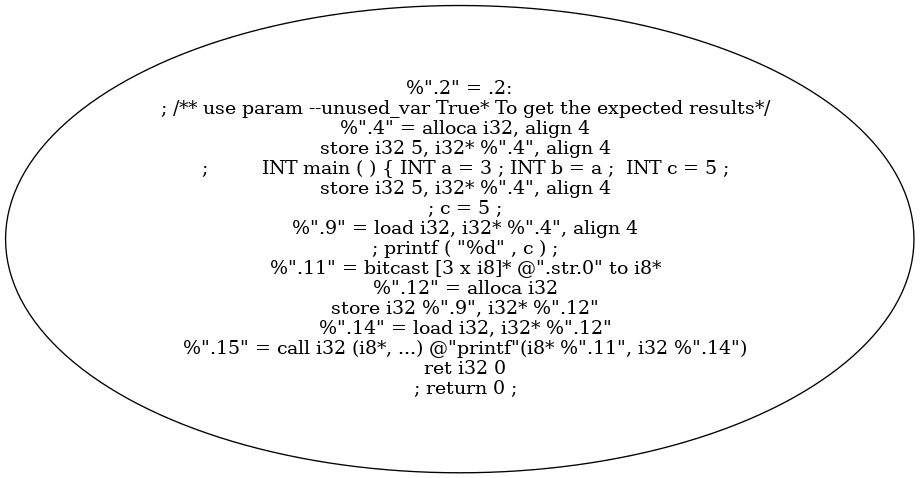 %".2" = .2:
; /** use param --unused_var True* To get the expected results*/
%".4" = alloca i32, align 4
store i32 5, i32* %".4", align 4
;         INT main ( ) { INT a = 3 ; INT b = a ;  INT c = 5 ;
store i32 5, i32* %".4", align 4
; c = 5 ;
%".9" = load i32, i32* %".4", align 4
; printf ( "%d" , c ) ;
%".11" = bitcast [3 x i8]* @".str.0" to i8*
%".12" = alloca i32
store i32 %".9", i32* %".12"
%".14" = load i32, i32* %".12"
%".15" = call i32 (i8*, ...) @"printf"(i8* %".11", i32 %".14")
ret i32 0
; return 0 ;